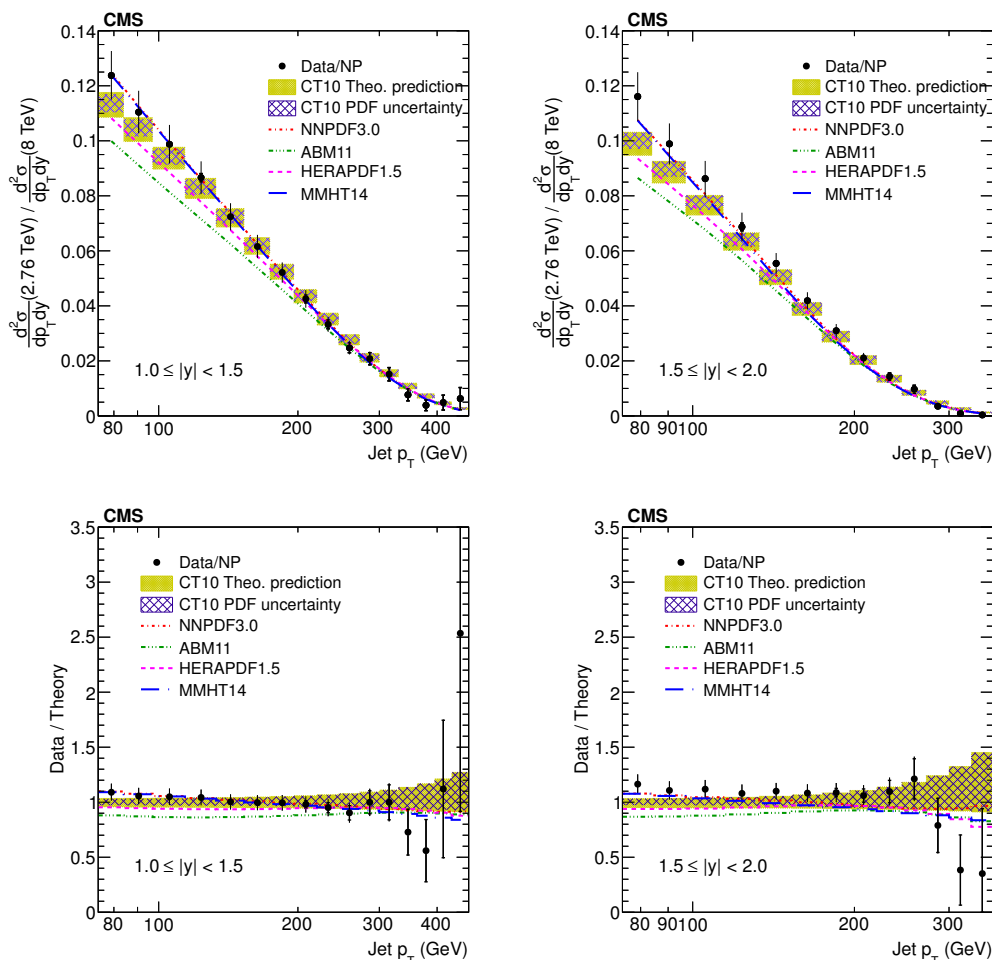 CMS
0.14
0.12
0.1
0.08
0.06
0.04
0.02
0
d²σ/dp_T dy (2.76 TeV) / d²σ/dp_T dy (8 TeV)
Data/NP
CT10 Theo. prediction
CT10 PDF uncertainty
NNPDF3.0
ABM11
HERAPDF1.5
MMHT14
1.0 ≤ |y| < 1.5
80 100 200 300 400
Jet p_T (GeV)
CMS
0.14
0.12
0.1
0.08
0.06
0.04
0.02
0
d²σ/dp_T dy (2.76 TeV) / d²σ/dp_T dy (8 TeV)
Data/NP
CT10 Theo. prediction
CT10 PDF uncertainty
NNPDF3.0
ABM11
HERAPDF1.5
MMHT14
1.5 ≤ |y| < 2.0
80 90 100 200 300
Jet p_T (GeV)
CMS
3.5
3
2.5
2
1.5
1
0.5
0
Data / Theory
Data/NP
CT10 Theo. prediction
CT10 PDF uncertainty
NNPDF3.0
ABM11
HERAPDF1.5
MMHT14
1.0 ≤ |y| < 1.5
80 100 200 300 400
Jet p_T (GeV)
CMS
3.5
3
2.5
2
1.5
1
0.5
0
Data / Theory
Data/NP
CT10 Theo. prediction
CT10 PDF uncertainty
NNPDF3.0
ABM11
HERAPDF1.5
MMHT14
1.5 ≤ |y| < 2.0
80 90 100 200 300
Jet p_T (GeV)